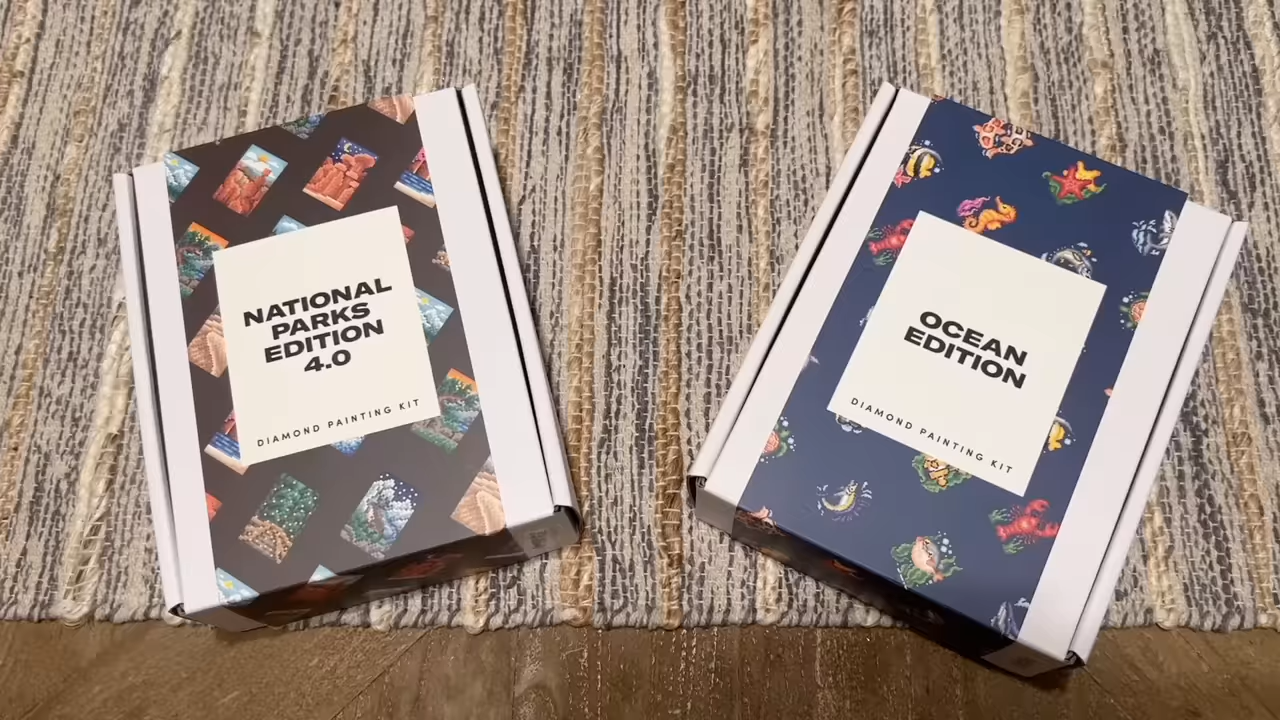 NATIONAL
PARKS
EDITION
4.0
DIAMOND PAINTING KIT
OCEAN
EDITION
DIAMOND PAINTING KIT